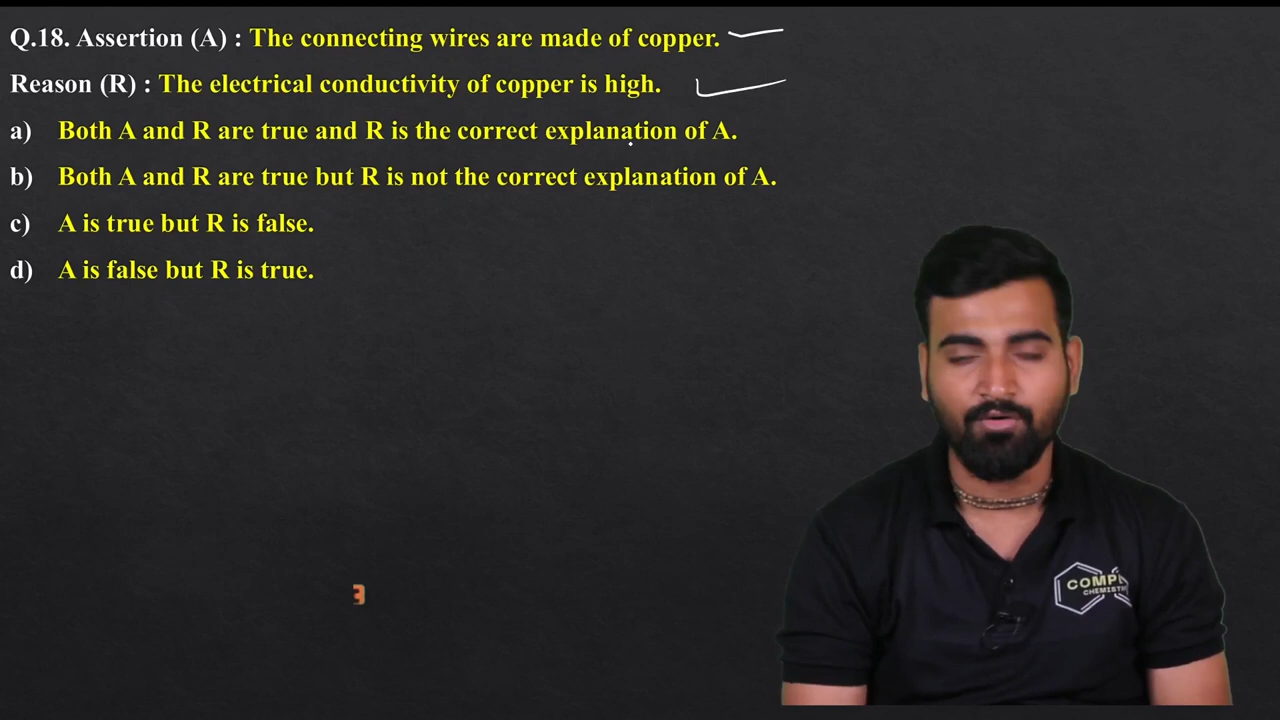 Q.18. Assertion (A) : The connecting wires are made of copper.
Reason (R) : The electrical conductivity of copper is high.
a) Both A and R are true and R is the correct explanation of A.
b) Both A and R are true but R is not the correct explanation of A.
c) A is true but R is false.
d) A is false but R is true.
CHEMISTRY